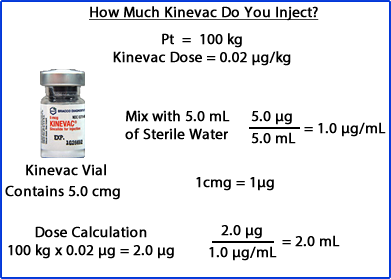 How Much Kinevac Do You Inject?
Pt = 100 kg
Kinevac Dose = 0.02 µg/kg
KINEVAC®
EXP.
Mix with 5.0 mL
of Sterile Water
5.0 µg
5.0 mL
= 1.0 µg/mL
Kinevac Vial
Contains 5.0 cmg
1cmg = 1µg
Dose Calculation
100 kg x 0.02 µg = 2.0 µg
2.0 µg
1.0 µg/mL
= 2.0 mL